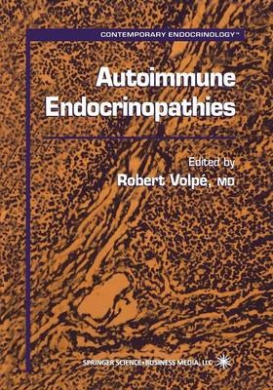 CONTEMPORARY ENDOCRINOLOGY™
Autoimmune
Endocrinopathies
Edited by
Robert Volpé, MD
SPRINGER SCIENCE+BUSINESS MEDIA, LLC